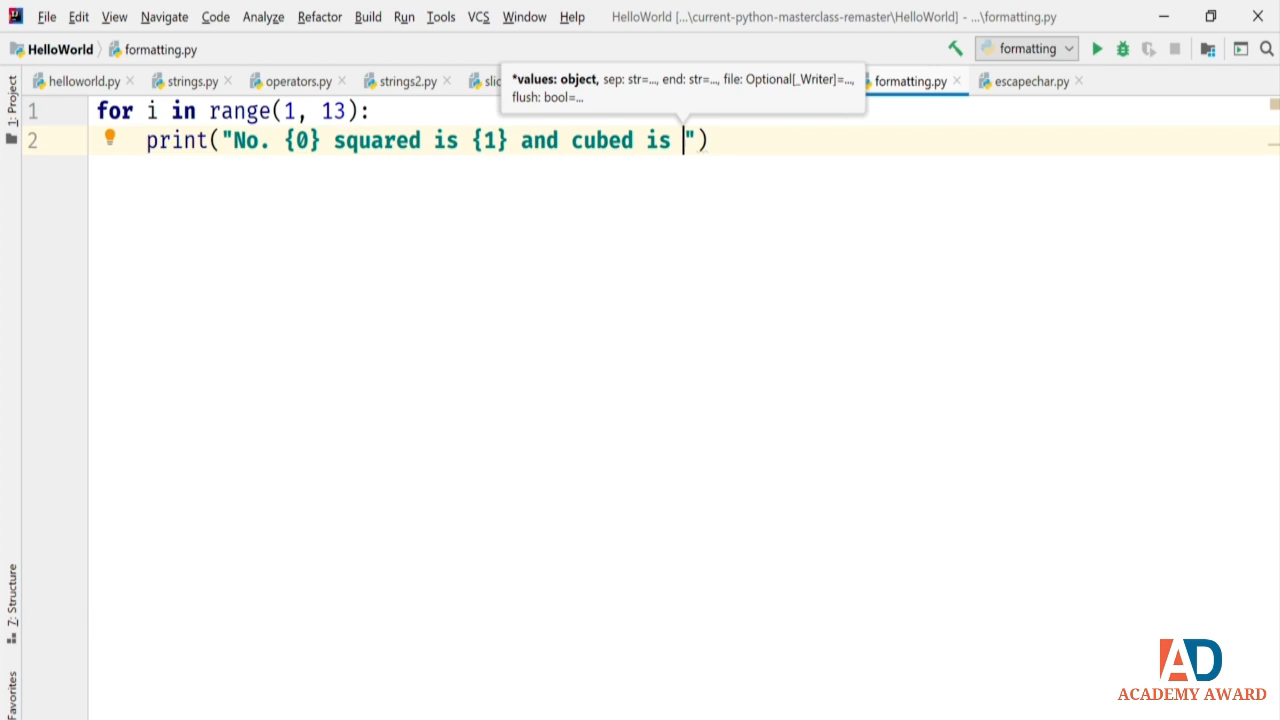 File Edit View Navigate Code Analyze Refactor Build Run Tools VCS Window Help HelloWorld [...\current-python-masterclass-remaster\HelloWorld] - ...\formatting.py
HelloWorld formatting.py formatting
helloworld.py strings.py operators.py strings2.py slic formatting.py escapechar.py
*values: object, sep: str=..., end: str=..., file: Optional[_Writer]=...,
flush: bool=...
1 for i in range(1, 13):
2 print("No. {0} squared is {1} and cubed is ")
1: Project
7: Structure
Favorites
AD
ACADEMY AWARD